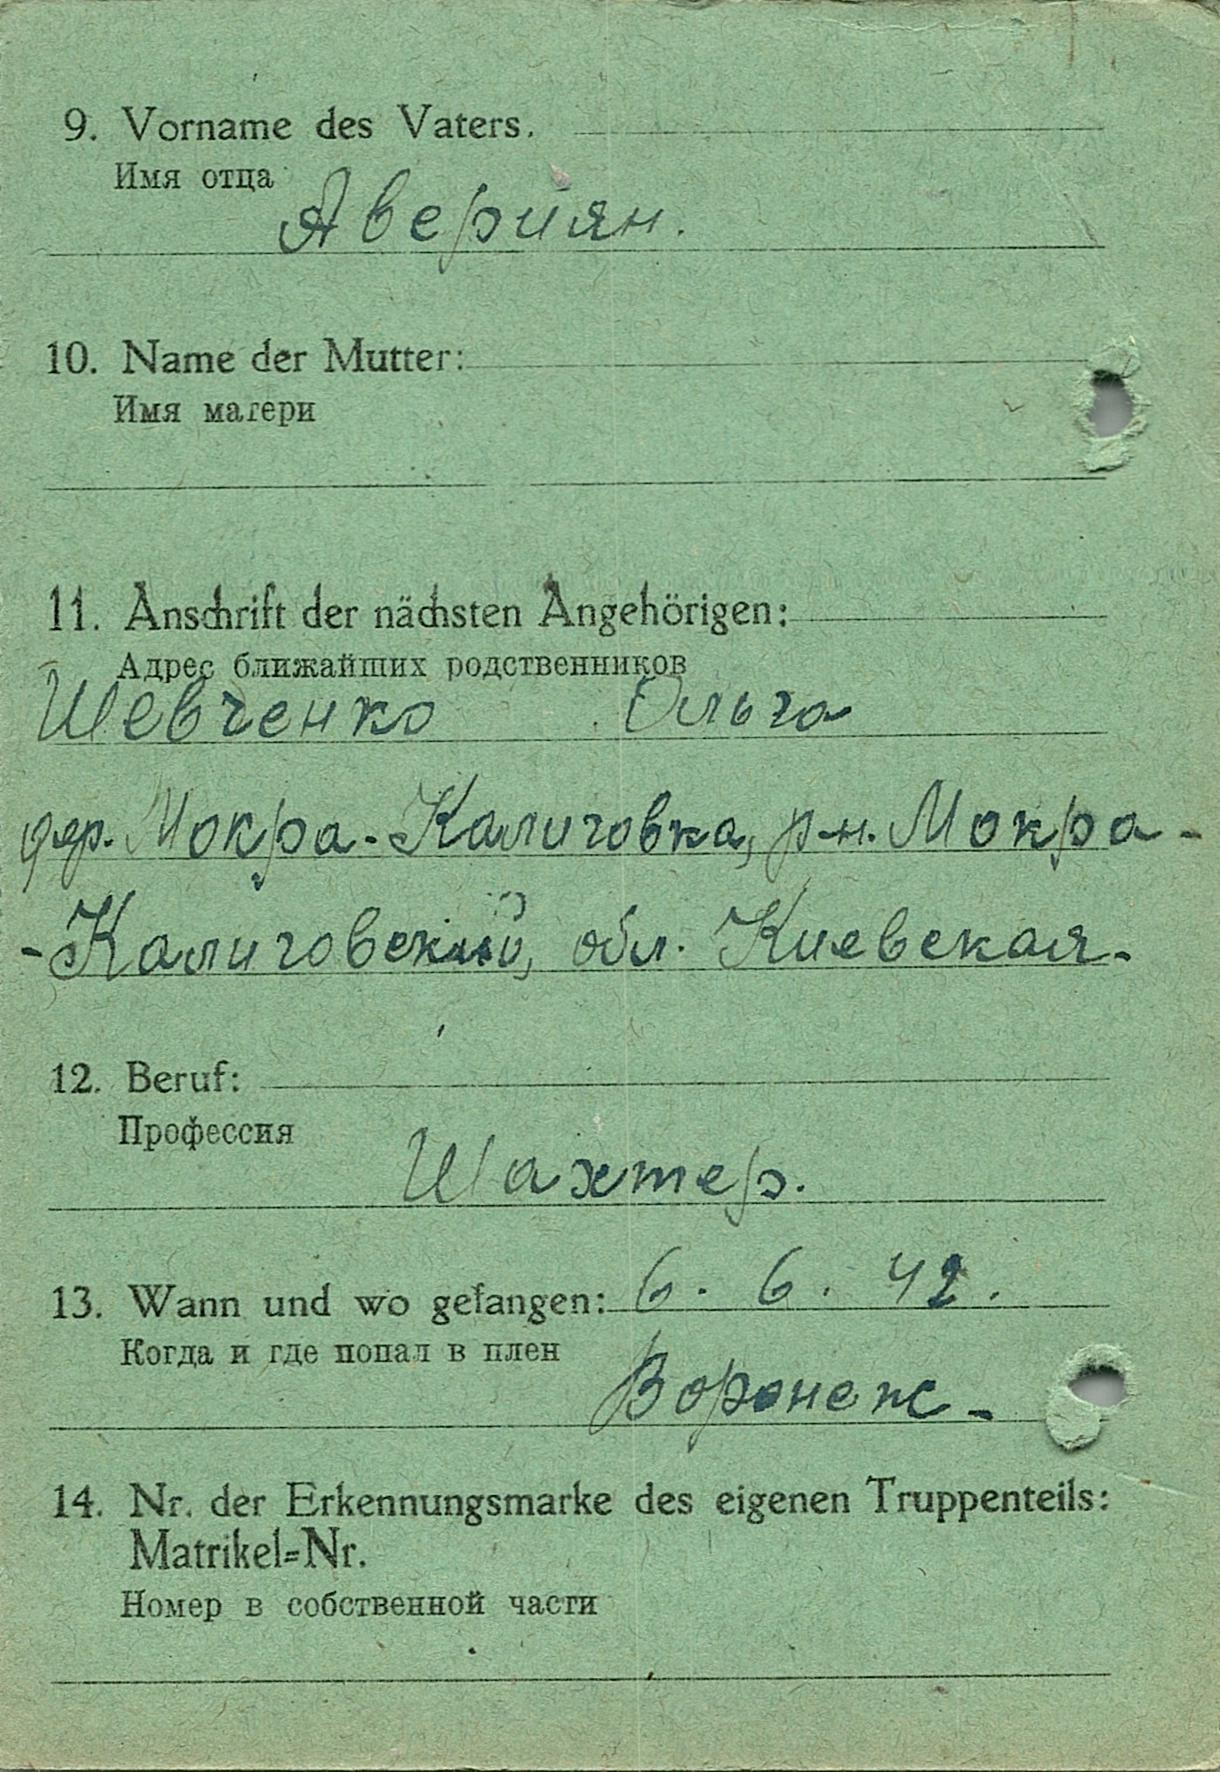 9. Vorname des Vaters.
Имя отца
Авериян.
10. Name der Mutter:
Имя матери
11. Anschrift der nächsten Angehörigen:
Адрес ближайших родственников
Шевченко Ольга
дер. Мокра-Калиговка, р-н. Мокра-
-Калиговский, обл. Киевская.
12. Beruf:
Профессия
Шахтер.
13. Wann und wo gefangen: 6. 6. 42.
Когда и где попал в плен
Воронеж -
14. Nr. der Erkennungsmarke des eigenen Truppenteils:
Matrikel=Nr.
Номер в собственной части